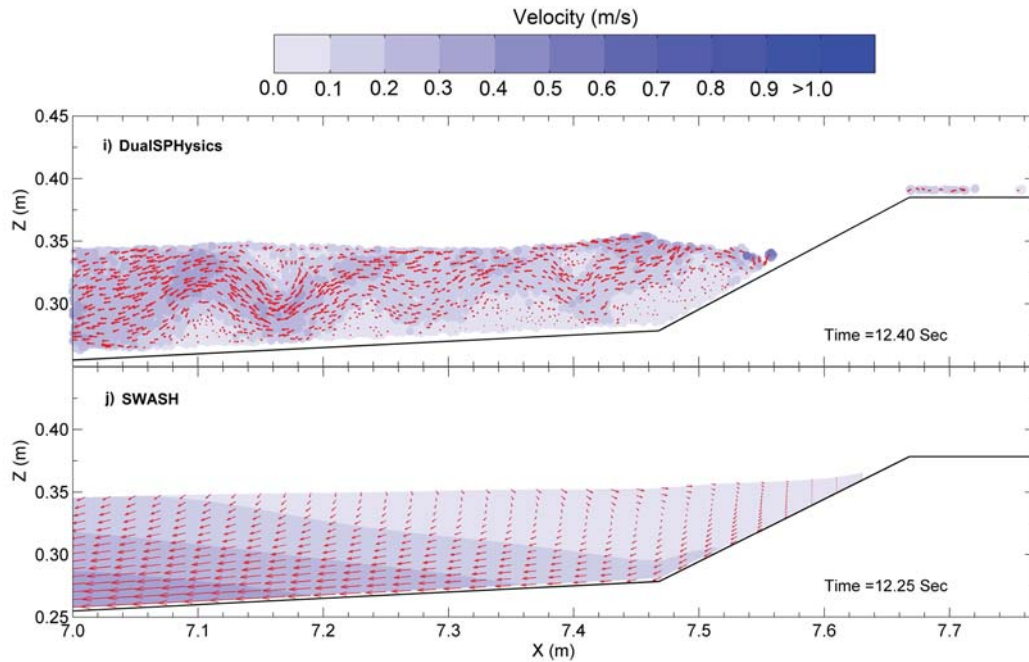 Velocity (m/s)
0.0 0.1 0.2 0.3 0.4 0.5 0.6 0.7 0.8 0.9 >1.0
0.45
i) DualSPHysics
0.40
Z (m)
0.35
0.30
Time =12.40 Sec
j) SWASH
0.40
Z (m)
0.35
0.30
Time =12.25 Sec
0.25
7.0 7.1 7.2 7.3 7.4 7.5 7.6 7.7
X (m)